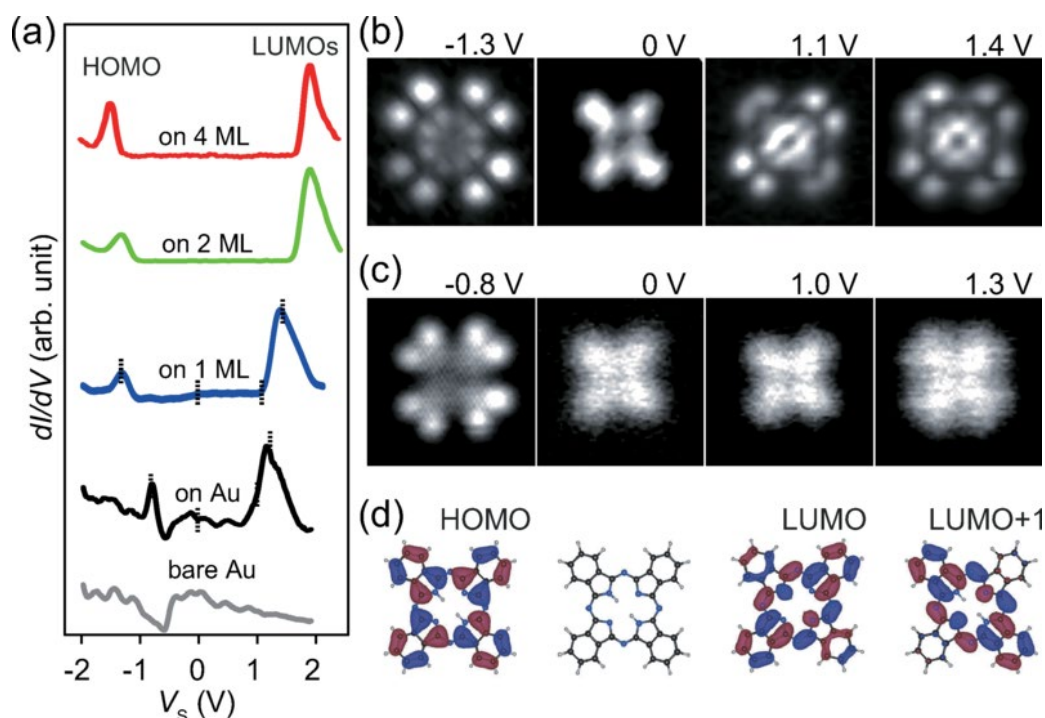 (a)
HOMO
LUMOs
on 4 ML
on 2 ML
on 1 ML
on Au
bare Au
dI/dV (arb. unit)
-2 -1 0 1 2
Vs (V)
(b)
-1.3 V 0 V 1.1 V 1.4 V
(c)
-0.8 V 0 V 1.0 V 1.3 V
(d)
HOMO LUMO LUMO+1